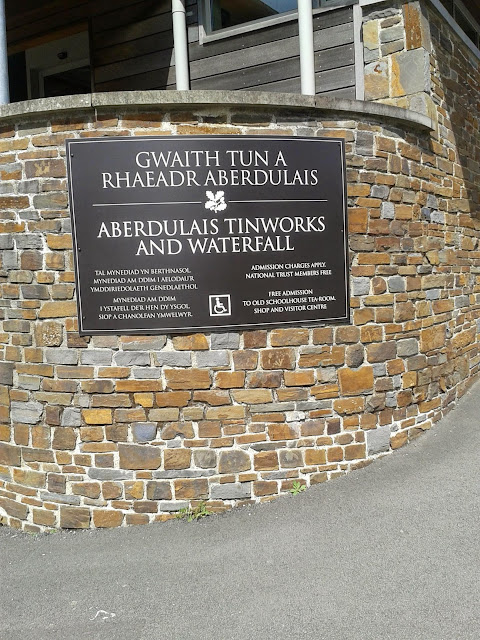 GWAITH TUN A
RHAEADR ABERDULAIS
ABERDULAIS TINWORKS
AND WATERFALL
TAL MYNEDIAD YN BERTHNASOL.
MYNEDIAD AM DDIM I AELODAU'R
YMDDIRIEDOLAETH GENEDLAETHOL.
MYNEDIAD AM DDIM
I YSTAFELL DE'R HEN DY YSGOL.
SIOP A CHANOLFAN YMWELWYR.
ADMISSION CHARGES APPLY.
NATIONAL TRUST MEMBERS FREE
FREE ADMISSION
TO OLD SCHOOLHOUSE TEA-ROOM.
SHOP AND VISITOR CENTRE